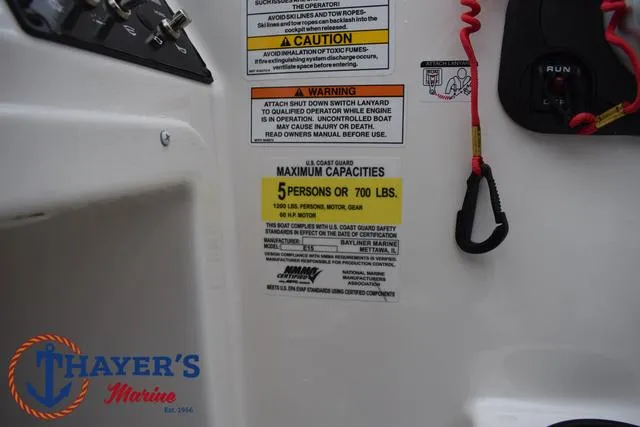 THE OPERATOR!
AVOID SKI LINES AND TOW ROPES-
Ski lines and tow ropes can backlash into the
cockpit when released.
CAUTION
AVOID INHALATION OF TOXIC FUMES-
If fire extinguishing system discharge occurs,
ventilate space before entering.
WARNING
ATTACH SHUT DOWN SWITCH LANYARD
TO QUALIFIED OPERATOR WHILE ENGINE
IS IN OPERATION. UNCONTROLLED BOAT
MAY CAUSE INJURY OR DEATH.
READ OWNERS MANUAL BEFORE USE.
ATTACH LANYARD
RUN
U.S. COAST GUARD
MAXIMUM CAPACITIES
5 PERSONS OR 700 LBS.
1200 LBS. PERSONS, MOTOR, GEAR
60 H.P. MOTOR
THIS BOAT COMPLIES WITH U.S. COAST GUARD SAFETY
STANDARDS IN EFFECT ON THE DATE OF CERTIFICATION
MANUFACTURER: BAYLINER MARINE
MODEL: E15 METTAWA, IL
DESIGN COMPLIANCE WITH NMMA REQUIREMENTS IS VERIFIED.
MANUFACTURER RESPONSIBLE FOR PRODUCTION CONTROL.
NMMA
CERTIFIED
NATIONAL MARINE
MANUFACTURERS
ASSOCIATION
MEETS U.S. EPA EVAP STANDARDS USING CERTIFIED COMPONENTS
THAYER'S
Marine
Est. 1966